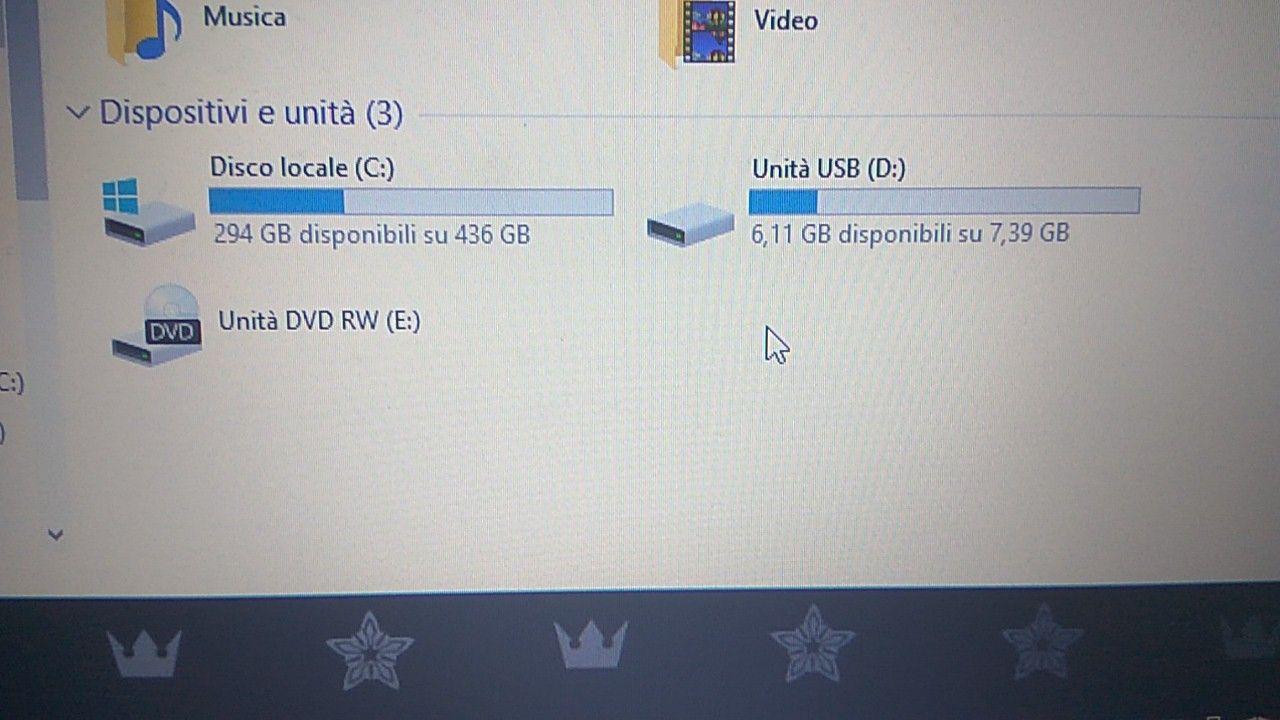 Musica
Video
Dispositivi e unità (3)
Disco locale (C:)
294 GB disponibili su 436 GB
Unità USB (D:)
6,11 GB disponibili su 7,39 GB
DVD
Unità DVD RW (E:)
C:)
)